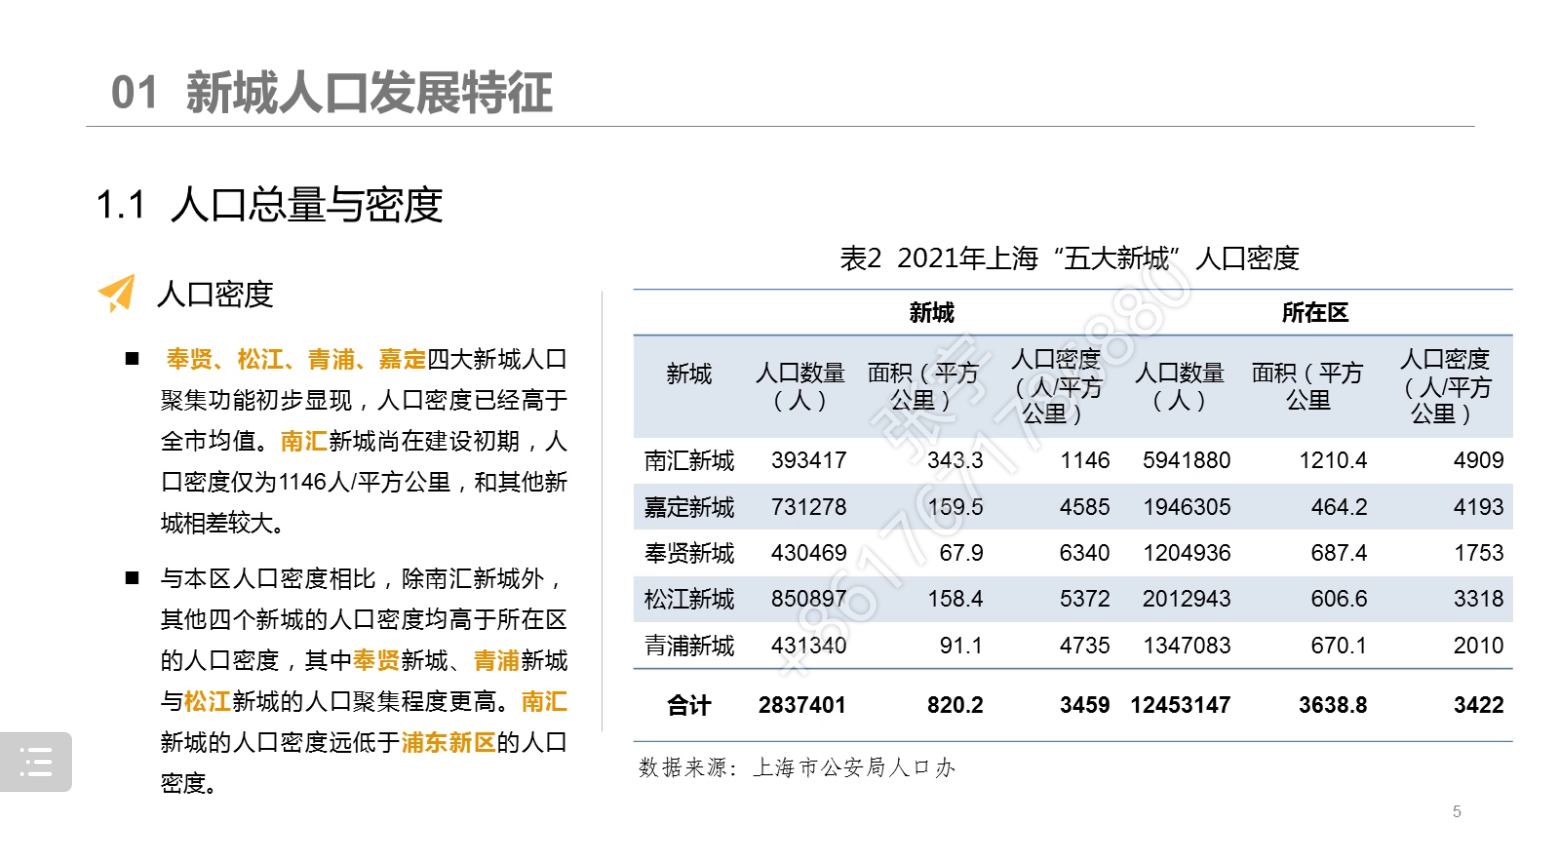 01 新城人口发展特征
1.1 人口总量与密度
人口密度
■ 奉贤、松江、青浦、嘉定四大新城人口
聚集功能初步显现，人口密度已经高于
全市均值。南汇新城尚在建设初期，人
口密度仅为1146人/平方公里，和其他新
城相差较大。
■ 与本区人口密度相比，除南汇新城外，
其他四个新城的人口密度均高于所在区
的人口密度，其中奉贤新城、青浦新城
与松江新城的人口聚集程度更高。南汇
新城的人口密度远低于浦东新区的人口
密度。
表2 2021年上海“五大新城”人口密度
新城 所在区
新城 人口数量（人） 面积（平方公里） 人口密度（人/平方公里） 人口数量（人） 面积（平方公里 人口密度（人/平方公里）
南汇新城 393417 343.3 1146 5941880 1210.4 4909
嘉定新城 731278 159.5 4585 1946305 464.2 4193
奉贤新城 430469 67.9 6340 1204936 687.4 1753
松江新城 850897 158.4 5372 2012943 606.6 3318
青浦新城 431340 91.1 4735 1347083 670.1 2010
合计 2837401 820.2 3459 12453147 3638.8 3422
数据来源：上海市公安局人口办
5